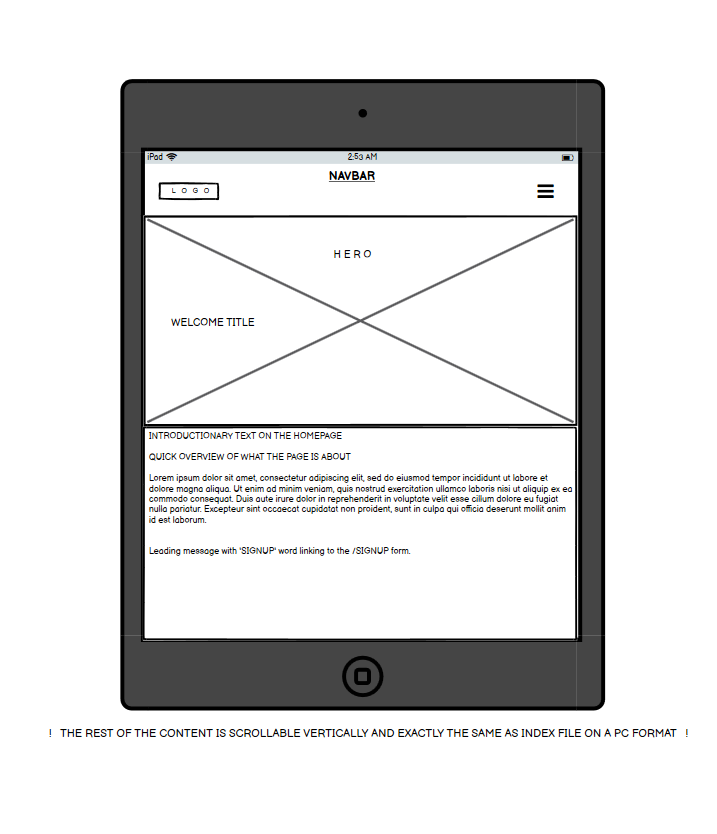 iPad 2:53 AM
NAVBAR
LOGO
HERO
WELCOME TITLE
INTRODUCTIONARY TEXT ON THE HOMEPAGE
QUICK OVERVIEW OF WHAT THE PAGE IS ABOUT
Lorem ipsum dolor sit amet, consectetur adipiscing elit, sed do eiusmod tempor incididunt ut labore et
dolore magna aliqua. Ut enim ad minim veniam, quis nostrud exercitation ullamco laboris nisi ut aliquip ex ea
commodo consequat. Duis aute irure dolor in reprehenderit in voluptate velit esse cillum dolore eu fugiat
nulla pariatur. Excepteur sint occaecat cupidatat non proident, sunt in culpa qui officia deserunt mollit anim
id est laborum.
Leading message with 'SIGNUP' word linking to the /SIGNUP form.
! THE REST OF THE CONTENT IS SCROLLABLE VERTICALLY AND EXACTLY THE SAME AS INDEX FILE ON A PC FORMAT !